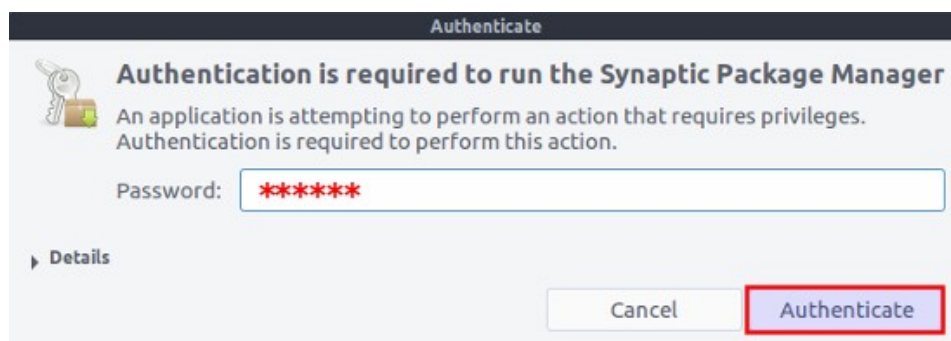 Authenticate
Authentication is required to run the Synaptic Package Manager
An application is attempting to perform an action that requires privileges.
Authentication is required to perform this action.
Password: ******
Details
Cancel Authenticate